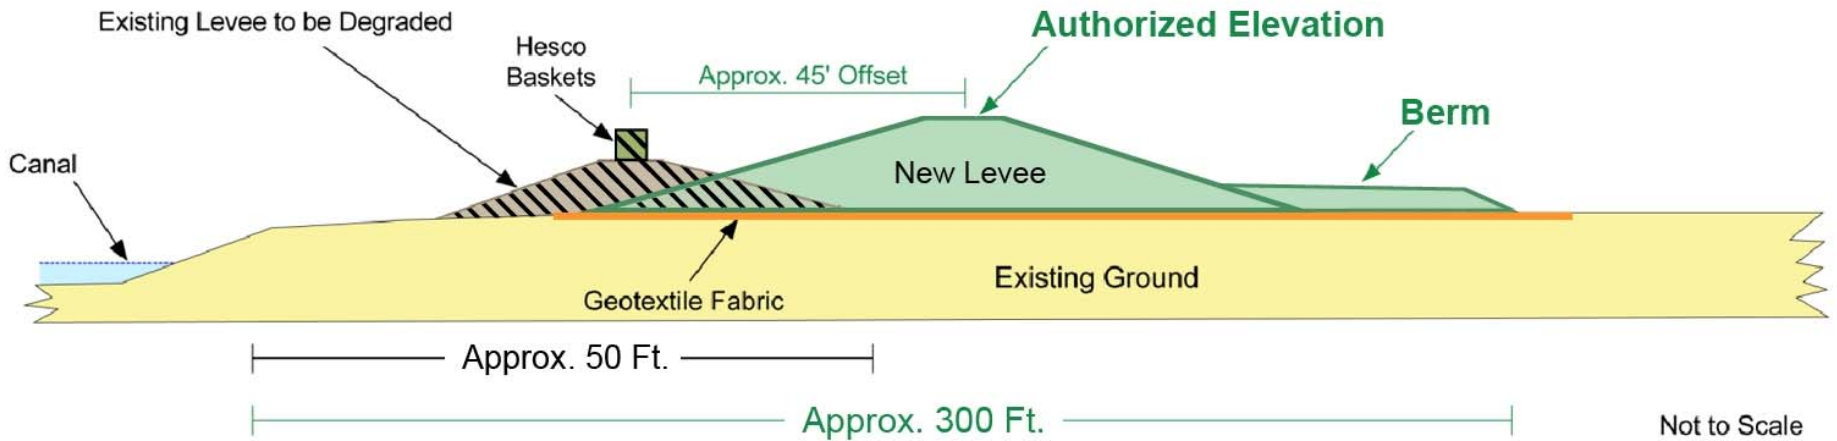 Existing Levee to be Degraded
Hesco
Baskets
Authorized Elevation
Approx. 45' Offset
Berm
Canal
New Levee
Geotextile Fabric
Existing Ground
Approx. 50 Ft.
Approx. 300 Ft.
Not to Scale